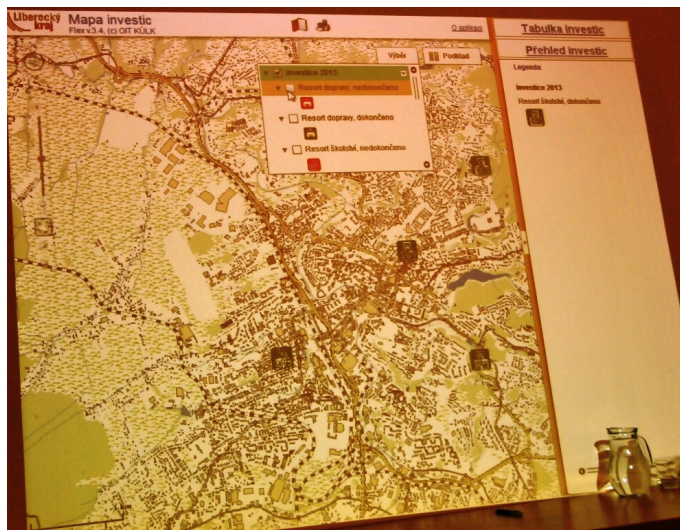 Liberecký
kraj
Mapa investic
Flex v.3.4, (c) OIT KÚLK
O aplikaci
Výběr
Podklad
Investice 2013
Resort dopravy, nedokončeno
Resort dopravy, dokončeno
Resort školství, nedokončeno
Tabulka investic
Přehled investic
Legenda
Investice 2013
Resort školství, dokončeno